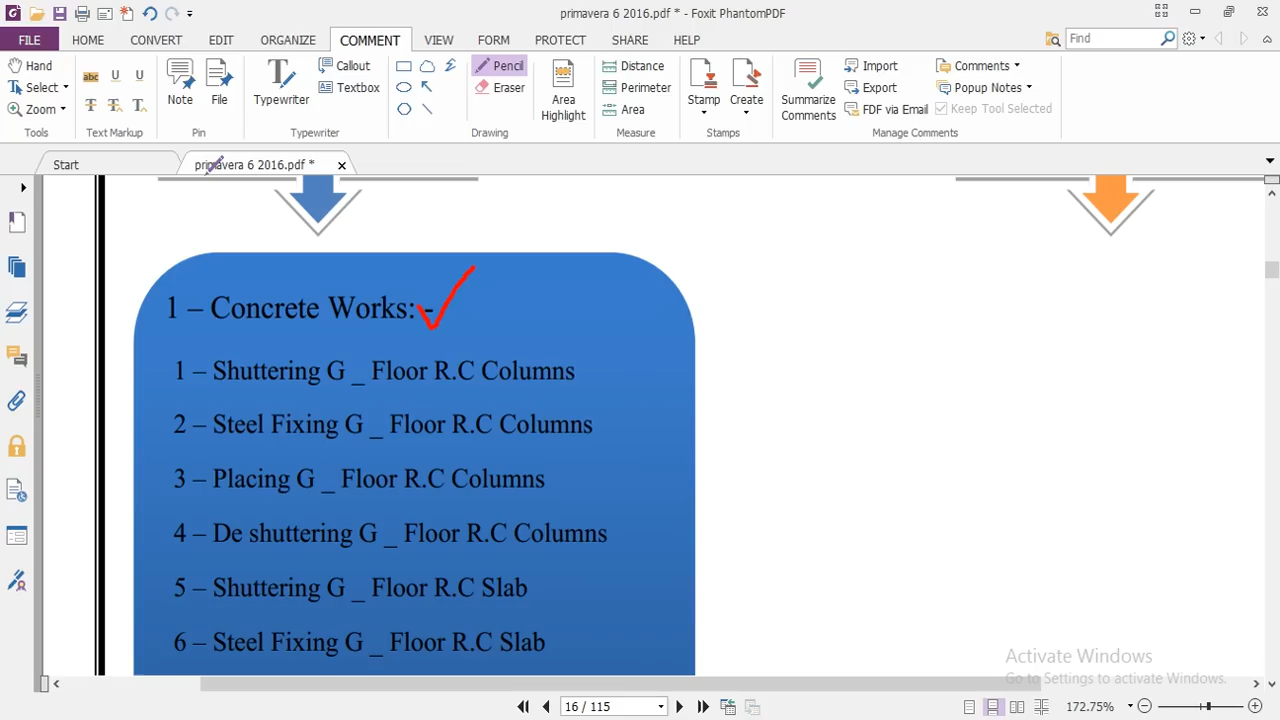 primavera 6 2016.pdf * - Foxit PhantomPDF
FILE HOME CONVERT EDIT ORGANIZE COMMENT VIEW FORM PROTECT SHARE HELP Find
Hand
Select
Zoom
Tools
abc U U
T T T
Text Markup
Note File
Pin
Typewriter
Callout
Textbox
Typewriter
Pencil
Eraser
Drawing
Area Highlight
Distance
Perimeter
Area
Measure
Stamp Create
Stamps
Summarize Comments
Import
Export
FDF via Email
Comments
Popup Notes
Keep Tool Selected
Manage Comments
Start primavera 6 2016.pdf *
1 – Concrete Works: -
1 – Shuttering G _ Floor R.C Columns
2 – Steel Fixing G _ Floor R.C Columns
3 – Placing G _ Floor R.C Columns
4 – De shuttering G _ Floor R.C Columns
5 – Shuttering G _ Floor R.C Slab
6 – Steel Fixing G _ Floor R.C Slab
Activate Windows
Go to Settings to activate Windows.
16 / 115 172.75%